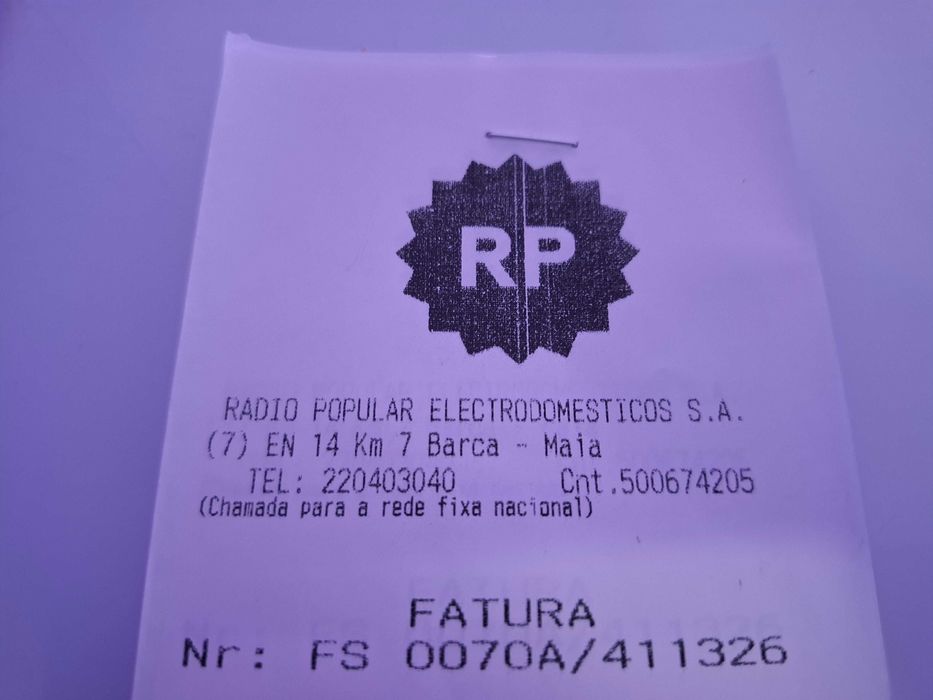 RP
RADIO POPULAR ELECTRODOMESTICOS S.A.
(7) EN 14 Km 7 Barca - Maia
TEL: 220403040 Cnt.500674205
(Chamada para a rede fixa nacional)
FATURA
Nr: FS 0070A/411326